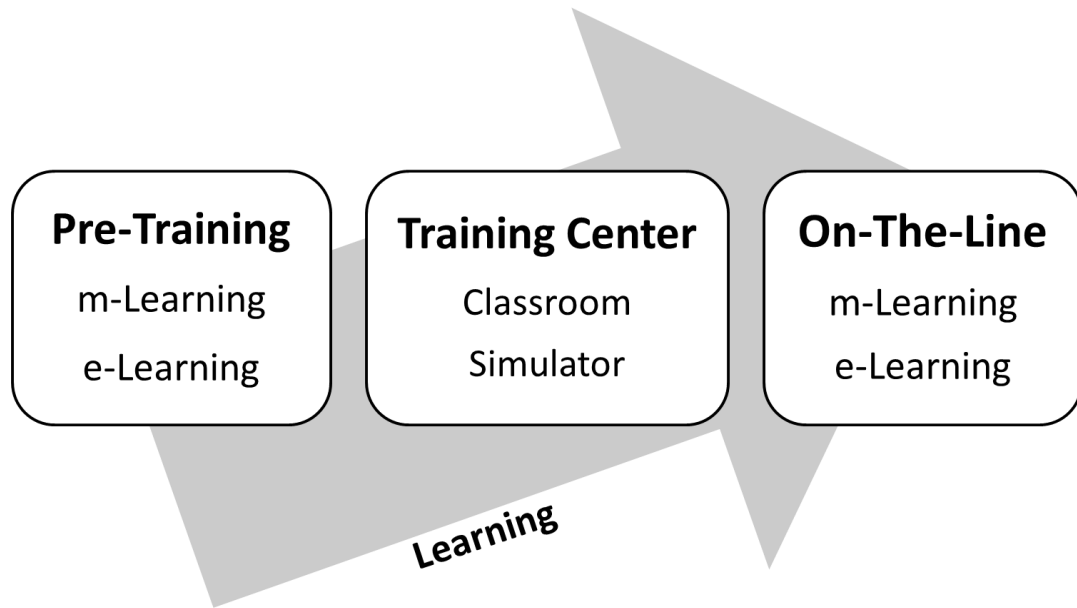 Pre-Training
m-Learning
e-Learning
Training Center
Classroom
Simulator
On-The-Line
m-Learning
e-Learning
Learning